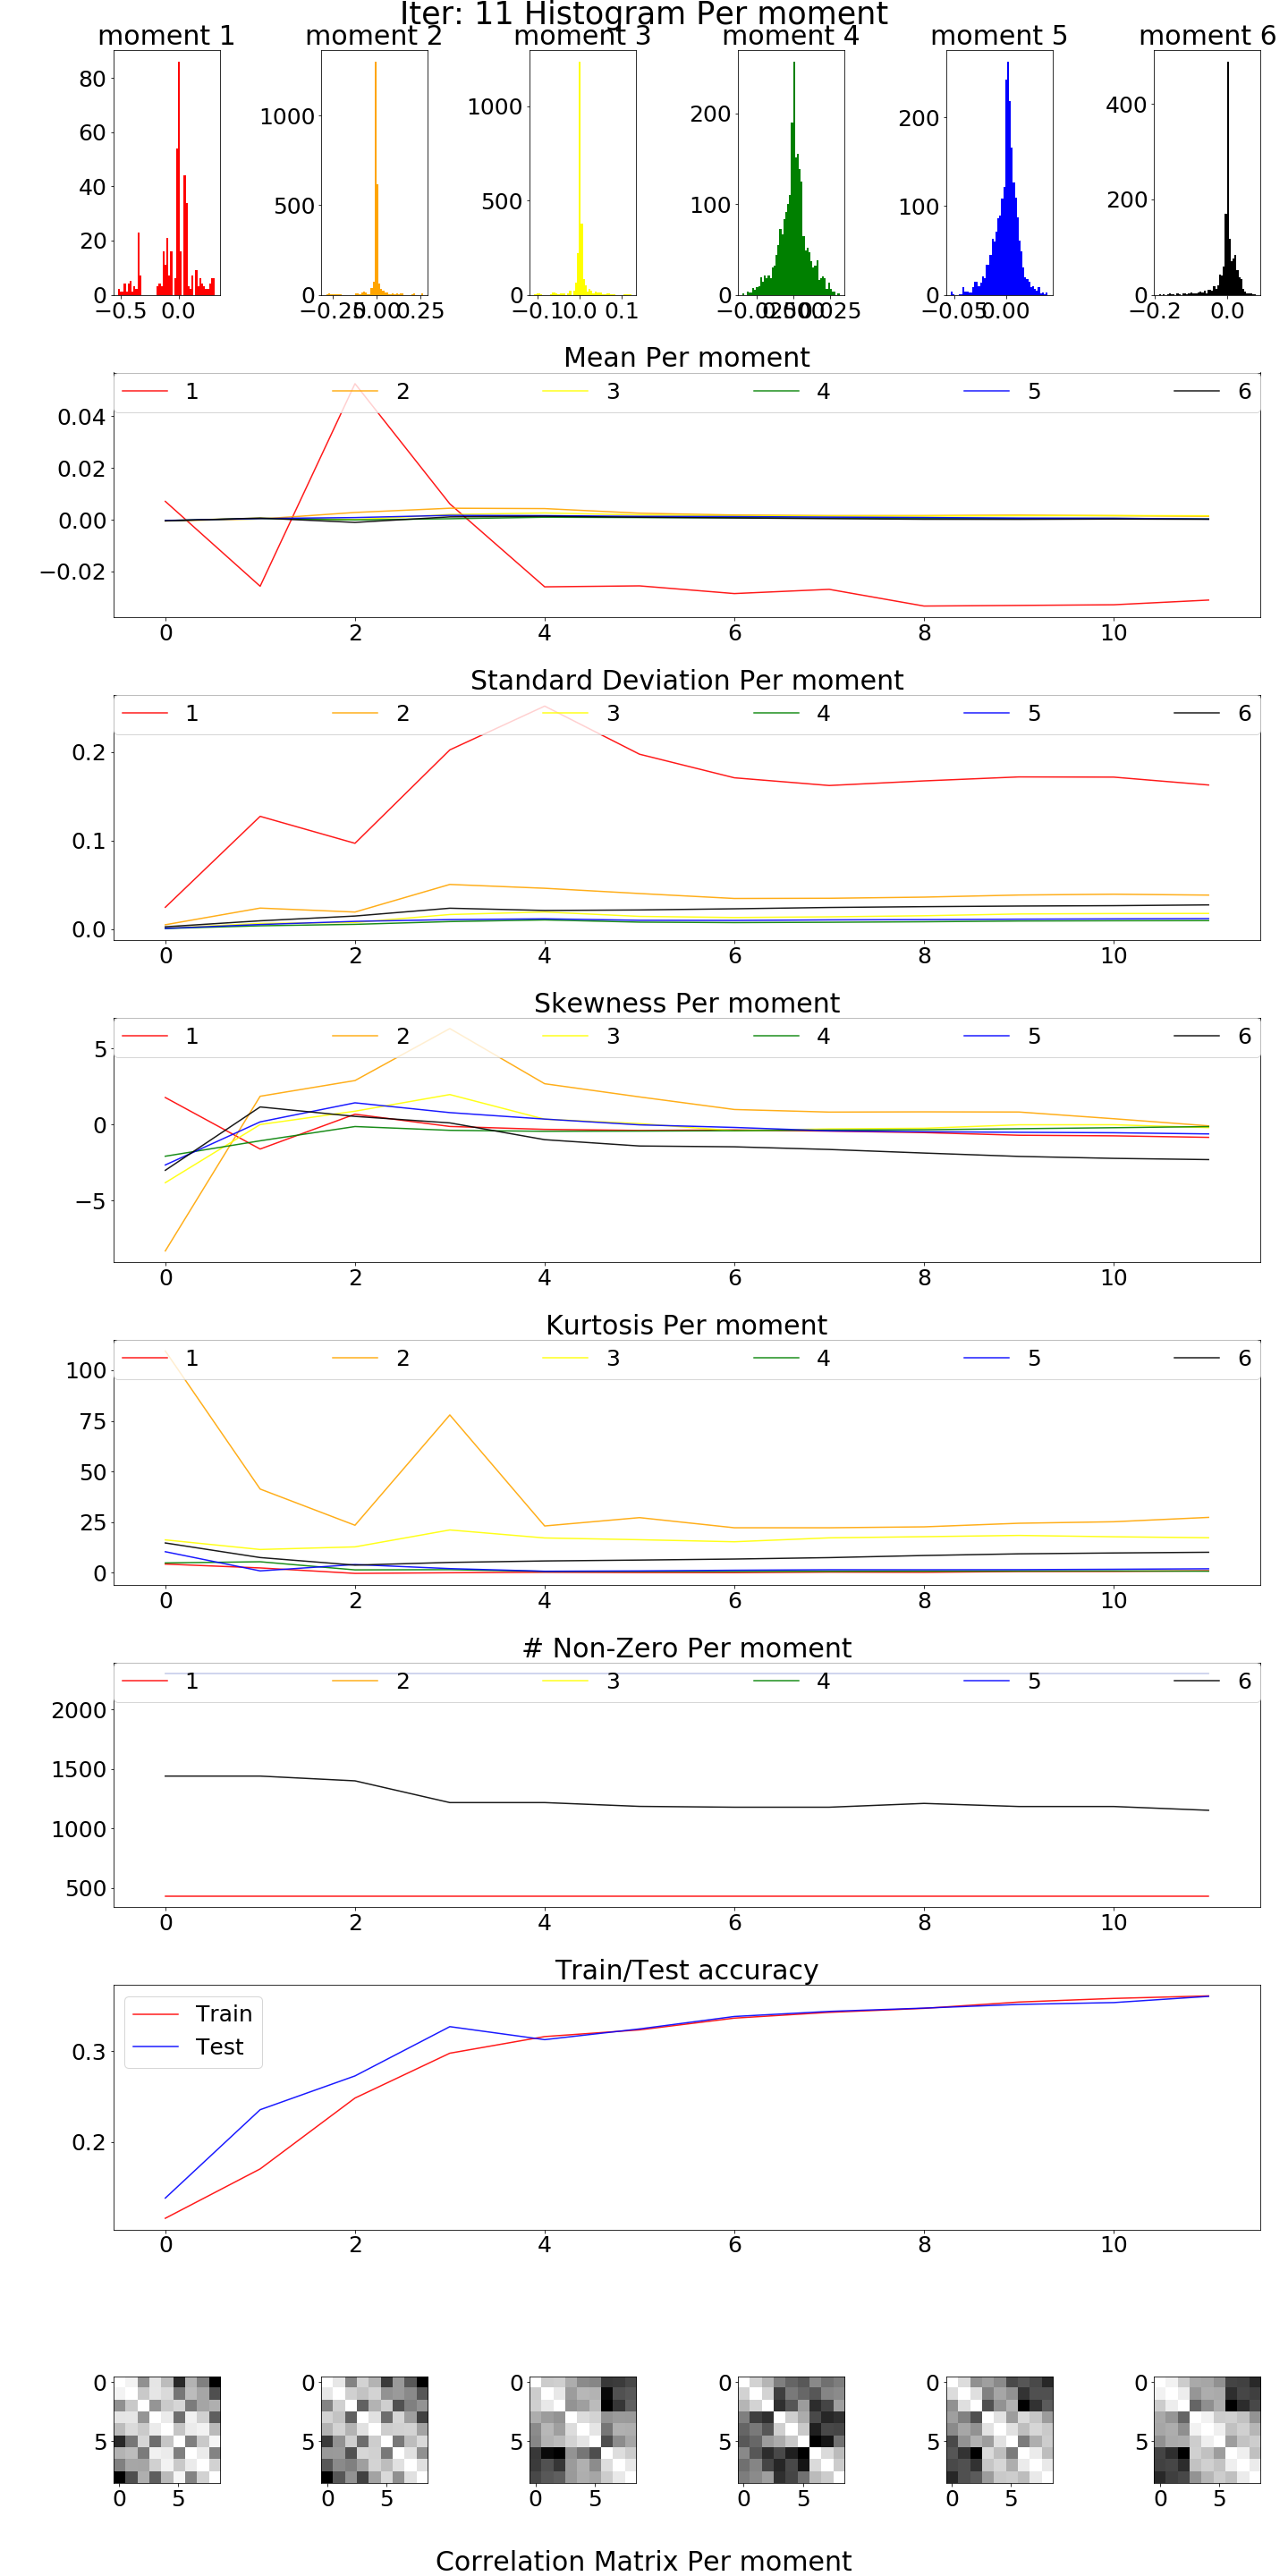 Iter: 11 Histogram Per moment
moment 1 moment 2 moment 3 moment 4 moment 5 moment 6
80
60
40
20
0
−0.5 0.0
1000
500
0
−0.25 0.00 0.25
1000
500
0
−0.1 0.0 0.1
200
100
0
−0.025 0.000 0.025
200
100
0
−0.05 0.00
400
200
0
−0.2 0.0
Mean Per moment
1 2 3 4 5 6
0.04
0.02
0.00
−0.02
0 2 4 6 8 10
Standard Deviation Per moment
1 2 3 4 5 6
0.2
0.1
0.0
0 2 4 6 8 10
Skewness Per moment
1 2 3 4 5 6
5
0
−5
0 2 4 6 8 10
Kurtosis Per moment
1 2 3 4 5 6
100
75
50
25
0
0 2 4 6 8 10
# Non-Zero Per moment
1 2 3 4 5 6
2000
1500
1000
500
0 2 4 6 8 10
Train/Test accuracy
Train
Test
0.3
0.2
0 2 4 6 8 10
0 0 0 0 0 0
5 5 5 5 5 5
0 5 0 5 0 5 0 5 0 5 0 5
Correlation Matrix Per moment